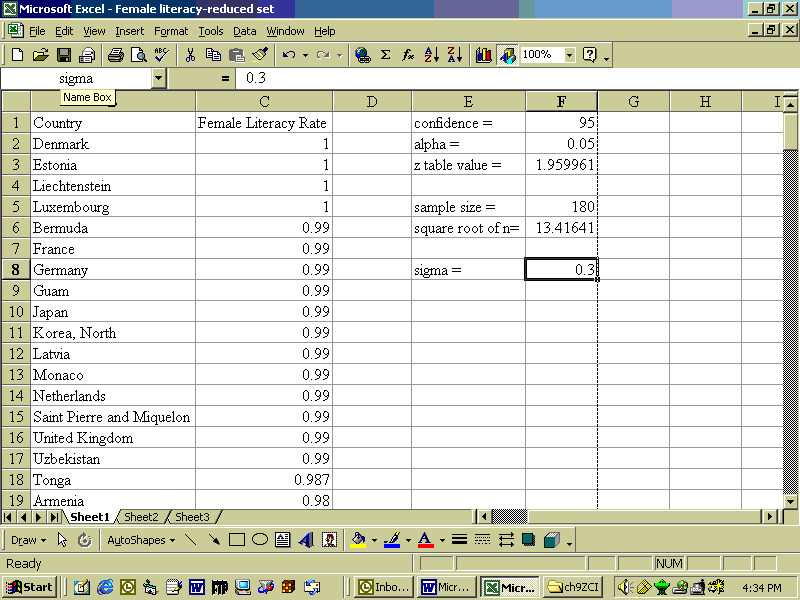 Microsoft Excel - Female literacy-reduced set
File Edit View Insert Format Tools Data Window Help
ABC Σ fx A Z Z A 100% ?
sigma = 0.3
Name Box
C D E F G H I
1 Country Female Literacy Rate confidence = 95
2 Denmark 1 alpha = 0.05
3 Estonia 1 z table value = 1.959961
4 Liechtenstein 1
5 Luxembourg 1 sample size = 180
6 Bermuda 0.99 square root of n= 13.41641
7 France 0.99
8 Germany 0.99 sigma = 0.3
9 Guam 0.99
10 Japan 0.99
11 Korea, North 0.99
12 Latvia 0.99
13 Monaco 0.99
14 Netherlands 0.99
15 Saint Pierre and Miquelon 0.99
16 United Kingdom 0.99
17 Uzbekistan 0.99
18 Tonga 0.987
19 Armenia 0.98
Sheet1 Sheet2 Sheet3
Draw AutoShapes A A
Ready NUM
Start Inbo... Micr... Micr... ch9ZCI 4:34 PM